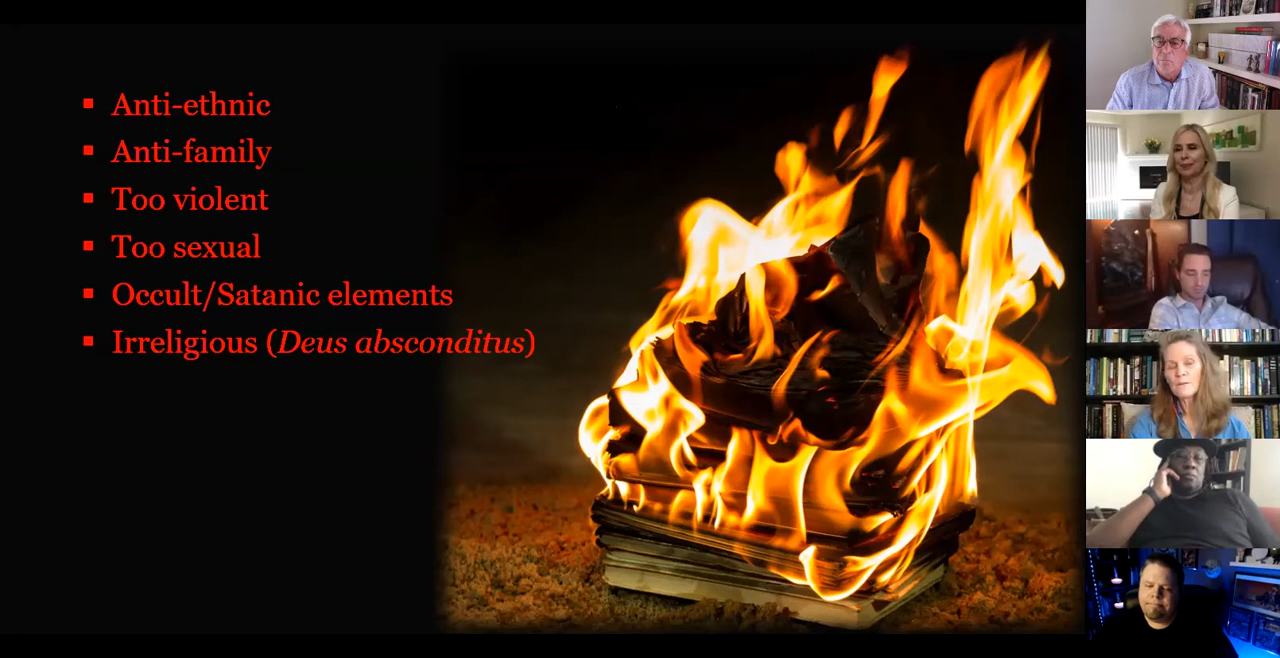 ▪ Anti-ethnic
▪ Anti-family
▪ Too violent
▪ Too sexual
▪ Occult/Satanic elements
▪ Irreligious (Deus absconditus)